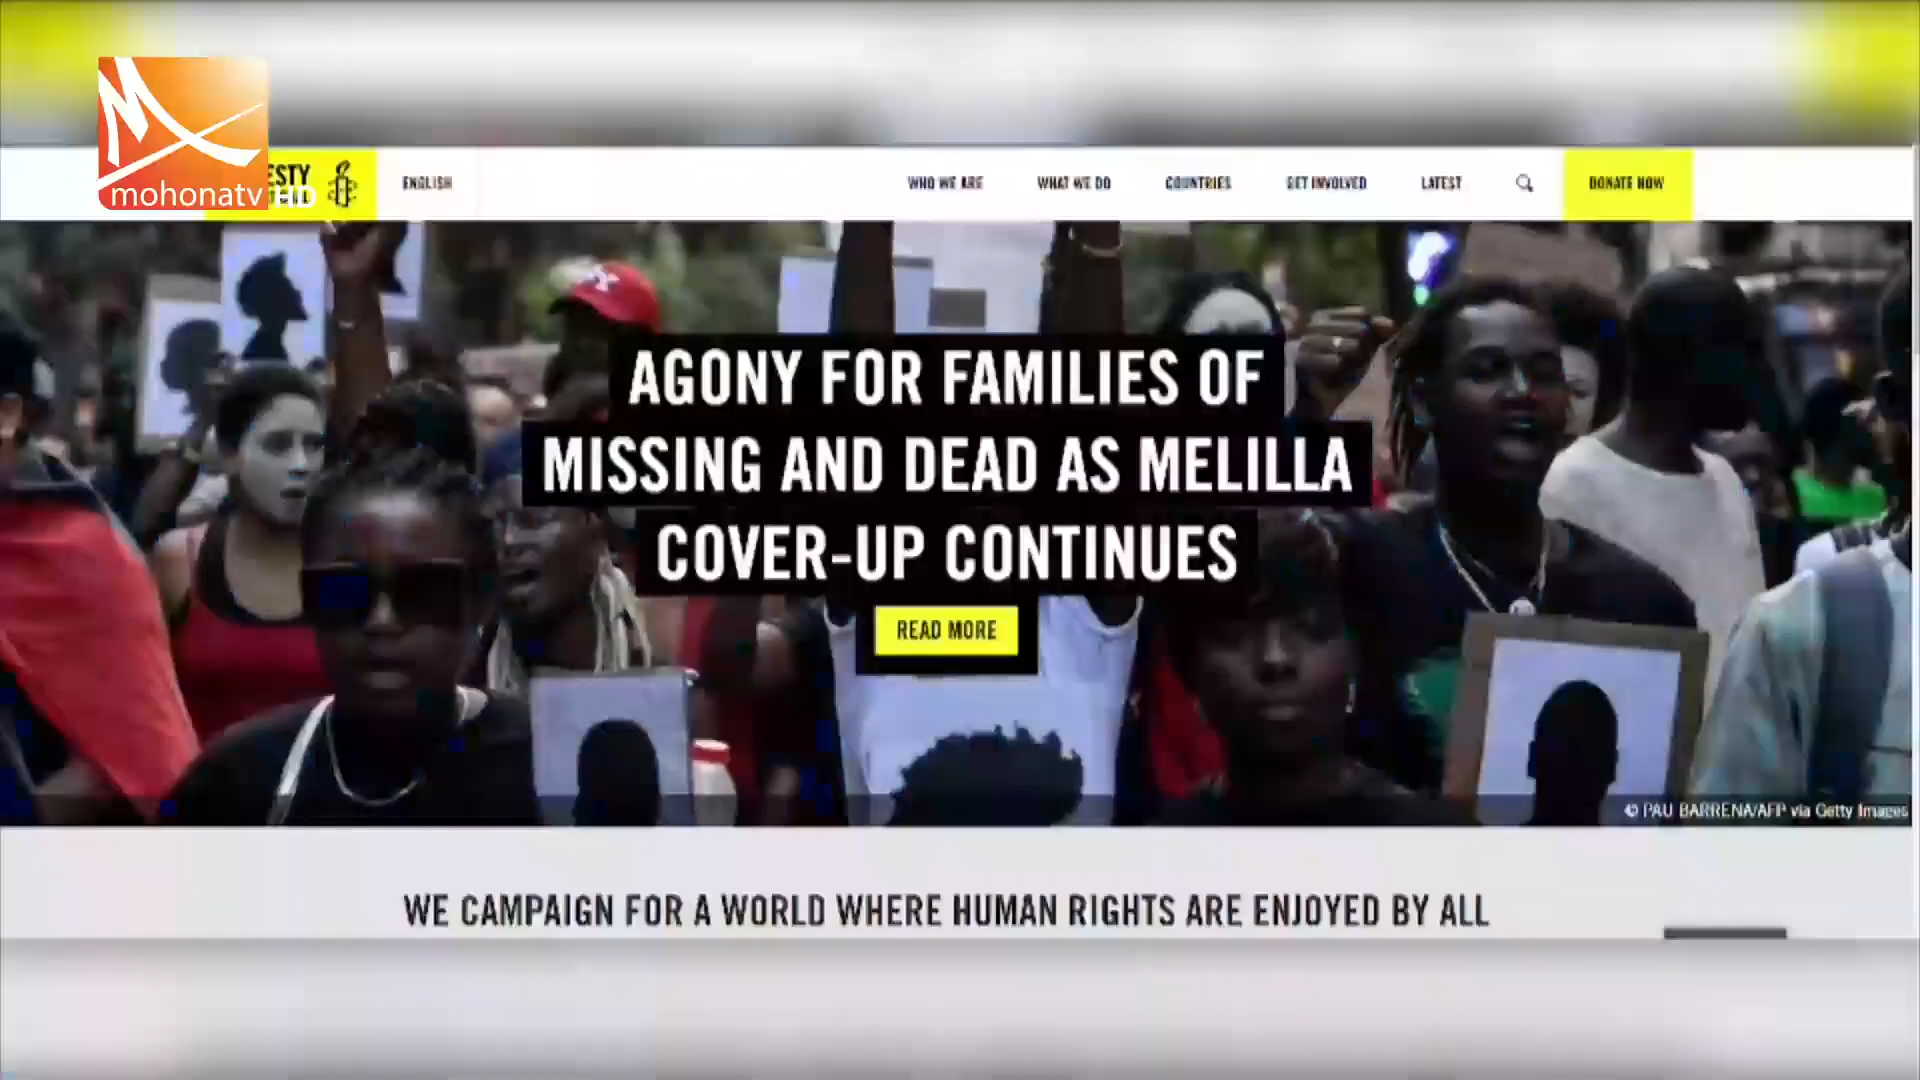 mohonatv HD
ESTY
ENGLISH
WHO WE ARE
WHAT WE DO
COUNTRIES
GET INVOLVED
LATEST
DONATE NOW
AGONY FOR FAMILIES OF
MISSING AND DEAD AS MELILLA
COVER-UP CONTINUES
READ MORE
© PAU BARRENA/AFP via Getty Images
WE CAMPAIGN FOR A WORLD WHERE HUMAN RIGHTS ARE ENJOYED BY ALL